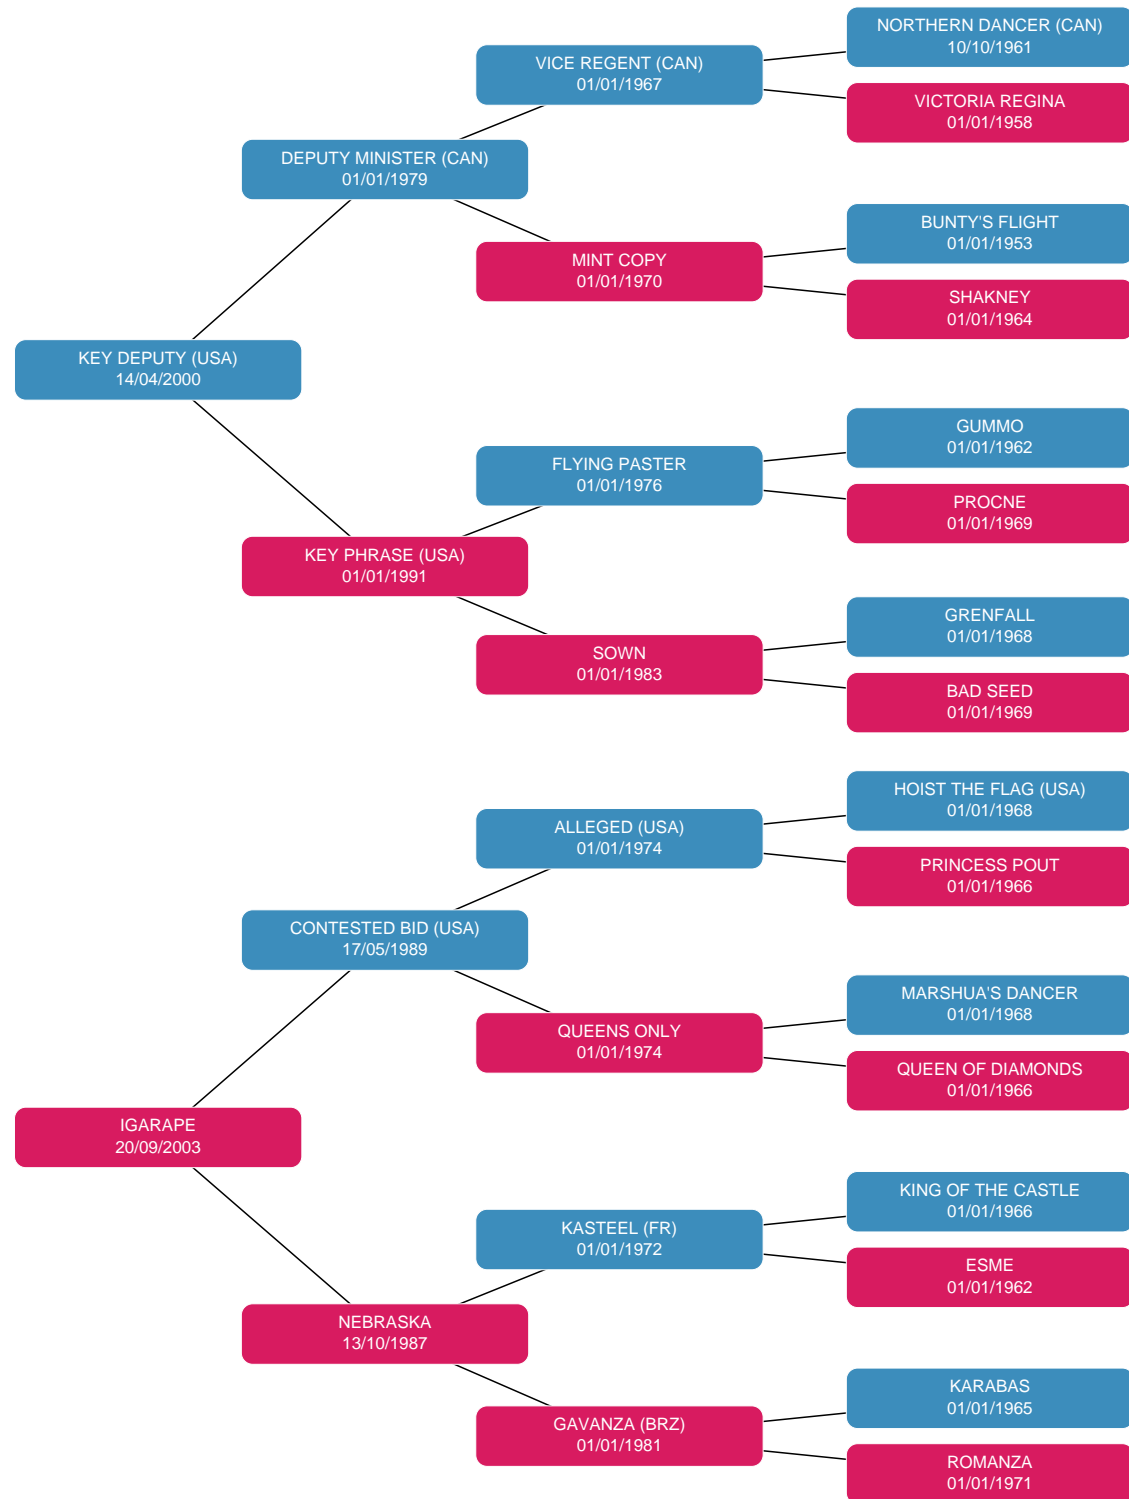 NORTHERN DANCER (CAN)
10/10/1961
VICE REGENT (CAN)
01/01/1967
VICTORIA REGINA
01/01/1958
DEPUTY MINISTER (CAN)
01/01/1979
BUNTY'S FLIGHT
01/01/1953
MINT COPY
01/01/1970
SHAKNEY
01/01/1964
KEY DEPUTY (USA)
14/04/2000
GUMMO
01/01/1962
FLYING PASTER
01/01/1976
PROCNE
01/01/1969
KEY PHRASE (USA)
01/01/1991
GRENFALL
01/01/1968
SOWN
01/01/1983
BAD SEED
01/01/1969
HOIST THE FLAG (USA)
01/01/1968
ALLEGED (USA)
01/01/1974
PRINCESS POUT
01/01/1966
CONTESTED BID (USA)
17/05/1989
MARSHUA'S DANCER
01/01/1968
QUEENS ONLY
01/01/1974
QUEEN OF DIAMONDS
01/01/1966
IGARAPE
20/09/2003
KING OF THE CASTLE
01/01/1966
KASTEEL (FR)
01/01/1972
ESME
01/01/1962
NEBRASKA
13/10/1987
KARABAS
01/01/1965
GAVANZA (BRZ)
01/01/1981
ROMANZA
01/01/1971